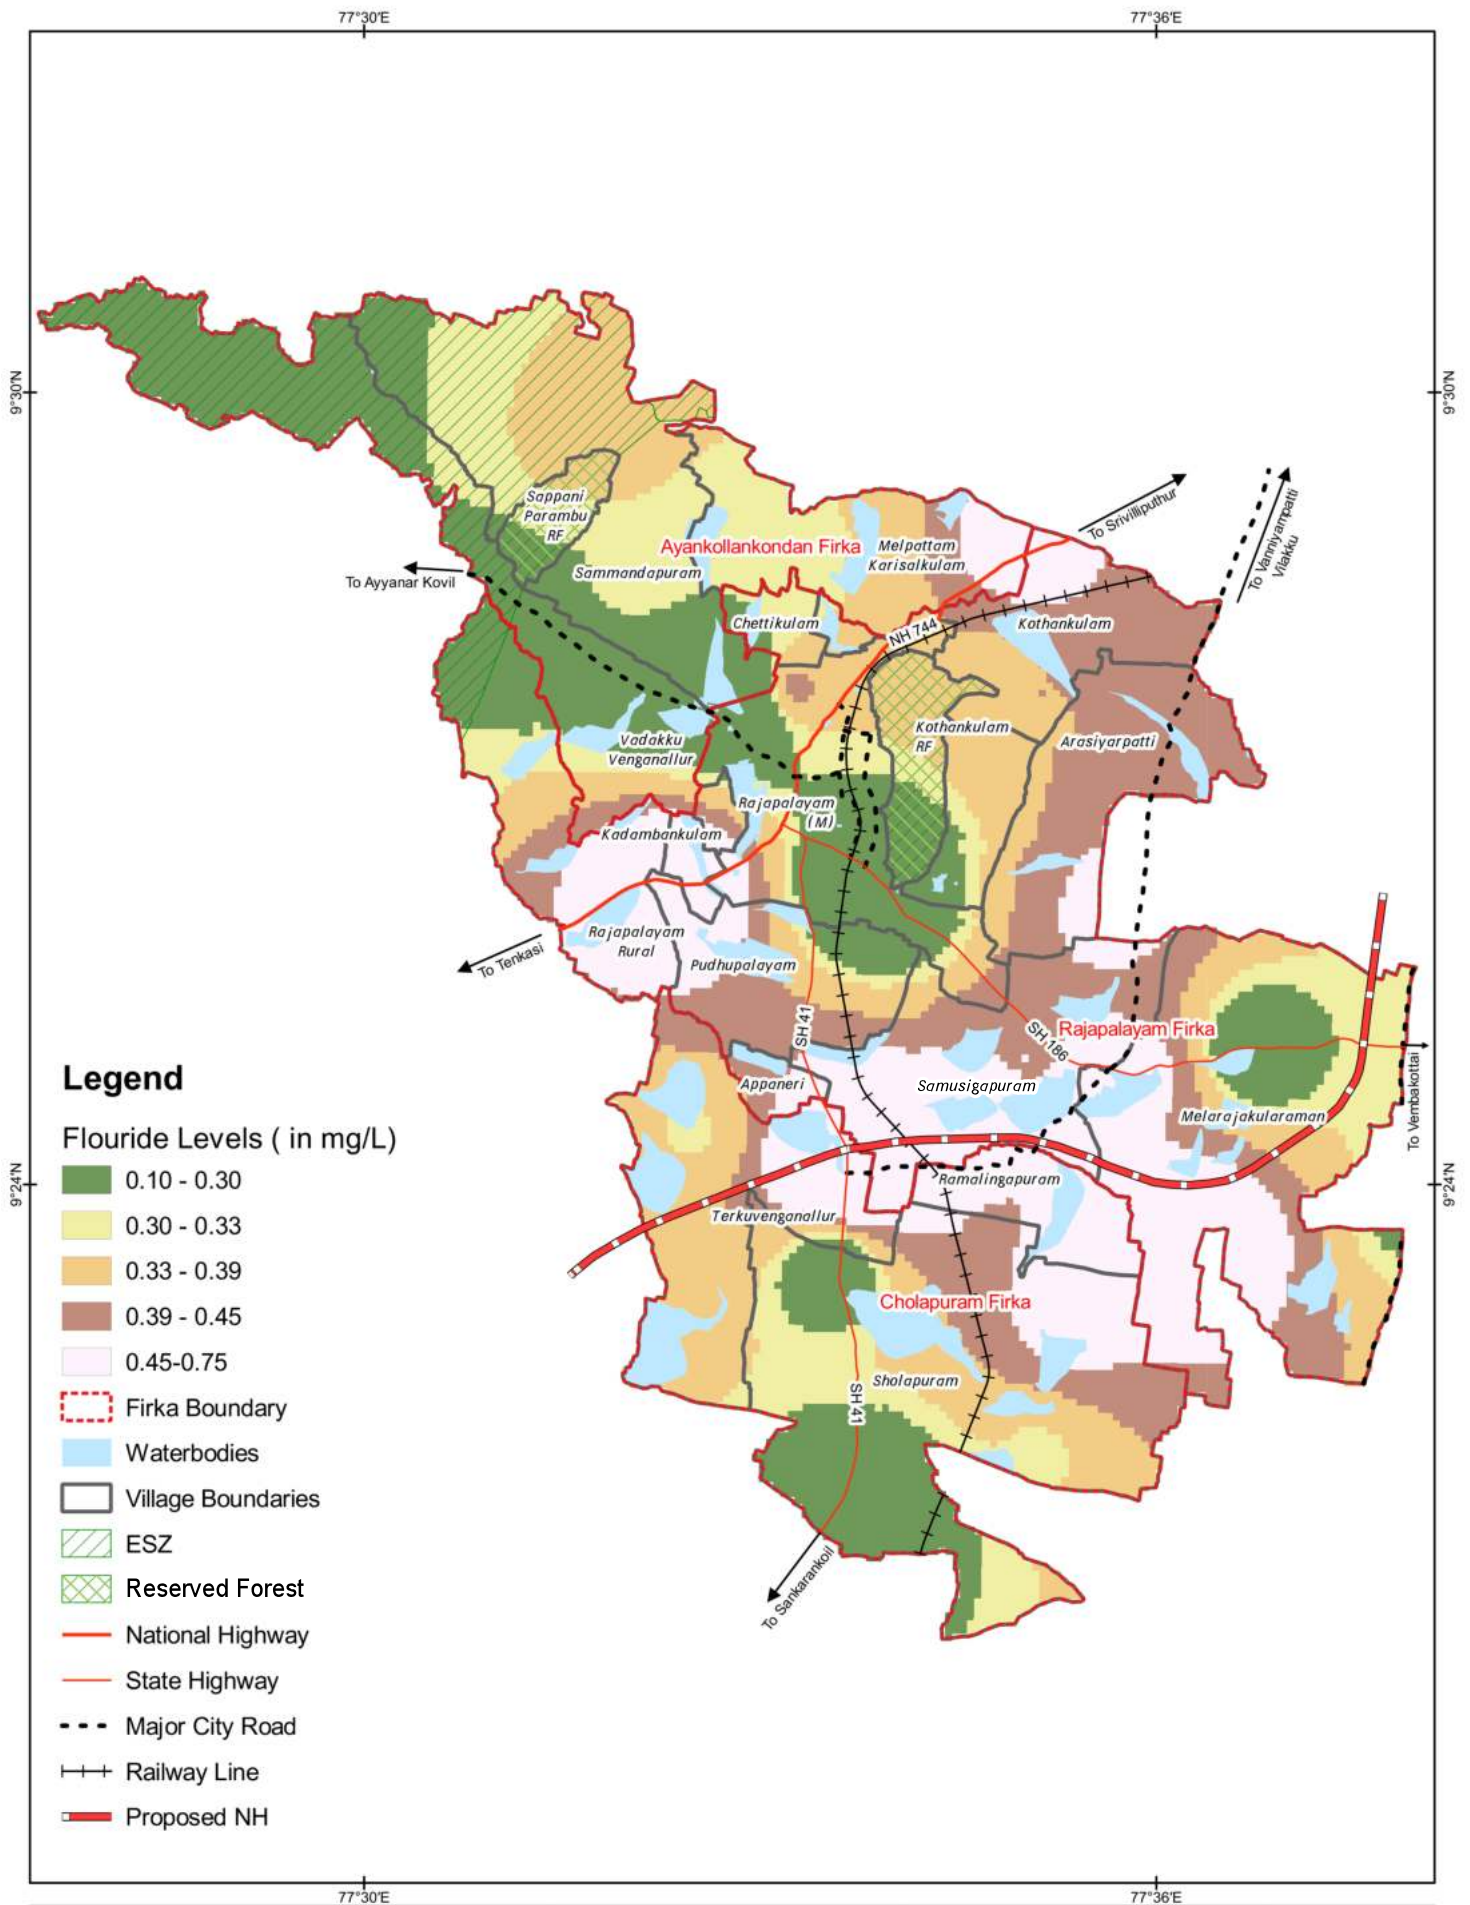 77°30'E
77°36'E
9°30'N
9°30'N
Sappani
Parambu
RF
To Srivilliputhur
To Vanniyampatti
Vilakku
Ayankollankondan Firka
Melpattam
Karisalkulam
Sammandapuram
To Ayyanar Kovil
Chettikulam
NH 744
Kothankulam
Vadakku
Venganallur
Kothankulam
RF
Arasiyarpatti
Rajapalayam
(M)
Kadambankulam
Rajapalayam
Rural
To Tenkasi
Pudhupalayam
SH 41
SH 186
Rajapalayam Firka
To Vembakottai
Appaneri
Samusigapuram
Melarajakularaman
9°24'N
9°24'N
Ramalingapuram
Terkuvenganallur
Cholapuram Firka
Sholapuram
SH 41
To Sankarankoil
Legend
Flouride Levels ( in mg/L)
0.10 - 0.30
0.30 - 0.33
0.33 - 0.39
0.39 - 0.45
0.45-0.75
Firka Boundary
Waterbodies
Village Boundaries
ESZ
Reserved Forest
National Highway
State Highway
Major City Road
Railway Line
Proposed NH
77°30'E
77°36'E